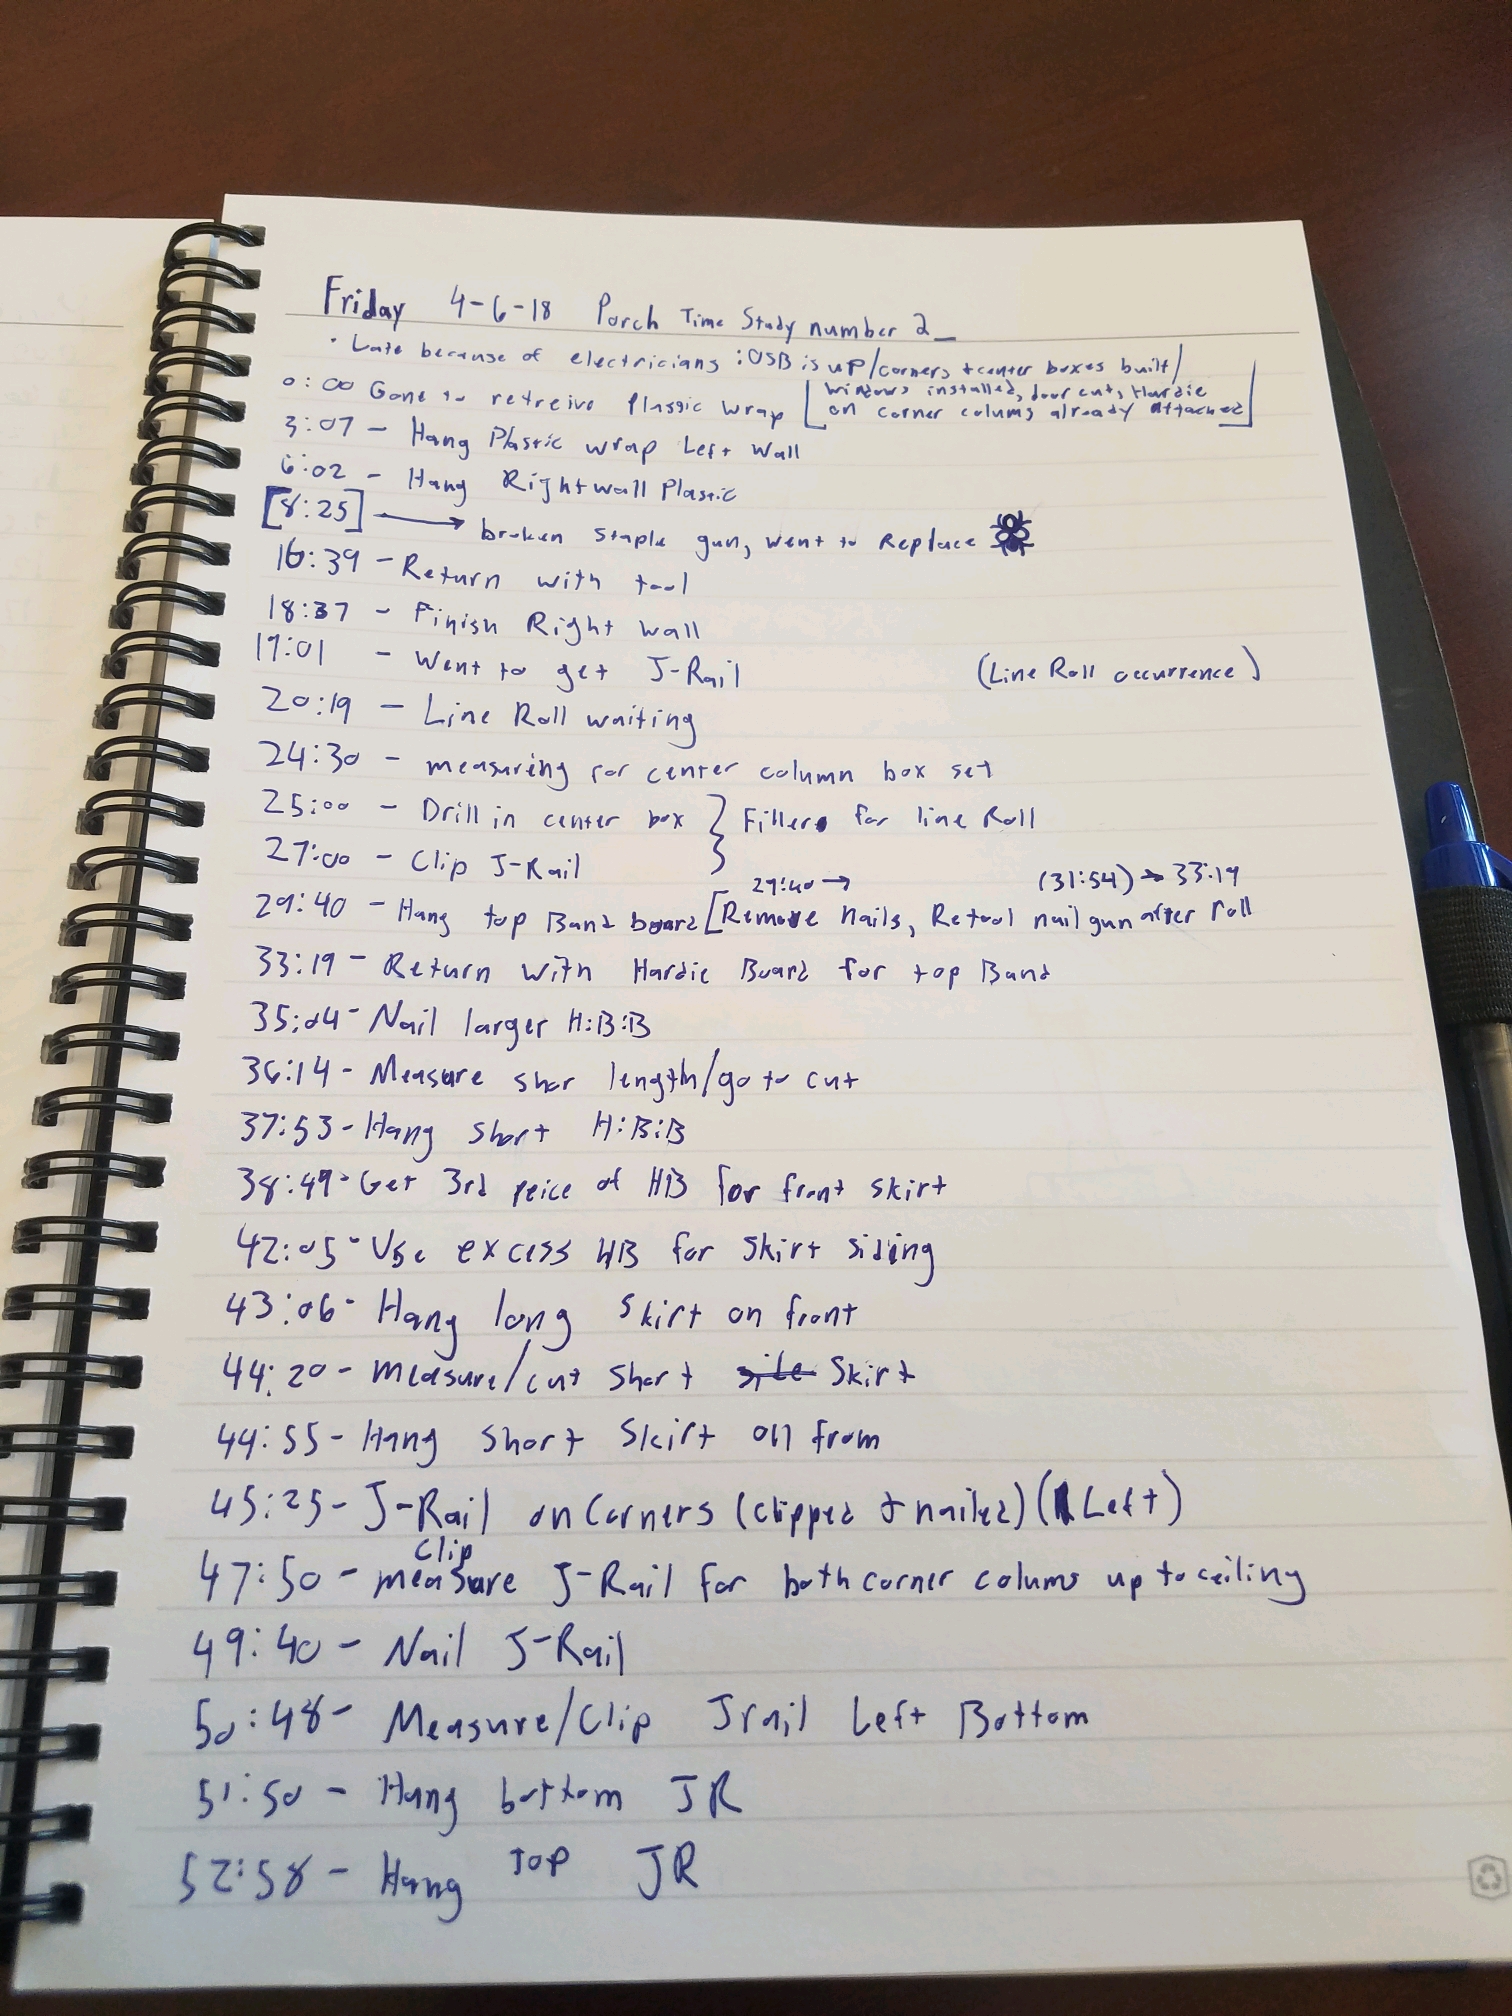 Friday 4-6-18 Porch Time Study number 2_
· Late because of electricians : OSB is up/corners + center boxes built/
windows installed, door cut, Hardie
0:00 Gone to retreive Plassic wrap [on corner colums already attached]
3:07 - Hang Plastic wrap Left Wall
6:02 - Hang Right wall Plastic
[8:25] → broken staple gun, went to Replace
16:39 - Return with tool
18:37 - Finish Right wall
19:01 - Went to get J-Rail (Line Roll occurrence)
20:19 - Line Roll waiting
24:30 - measuring for center column box set
25:00 - Drill in center box } Fillers for line Roll
27:00 - Clip J-Rail
29:40 → (31:54) → 33:19
29:40 - Hang top Band board [Remove Nails, Retool nail gun after roll
33:19 - Return with Hardie Board for top Band
35:04 - Nail larger H:B:B
36:14 - Measure shor length/go to cut
37:53 - Hang short H:B:B
38:49 - Get 3rd peice of HB for front skirt
42:05 - Use excess HB for skirt siding
43:06 - Hang long skirt on front
44:20 - measure/cut short side Skirt
44:55 - Hang short skirt on from
45:25 - J-Rail on Corners (clipped & nailed) (Left)
Clip
47:50 - measure J-Rail for both corner colums up to ceiling
49:40 - Nail J-Rail
50:48 - Measure/Clip Jrail Left Bottom
51:50 - Hang bottom JR
52:58 - Hang Top JR